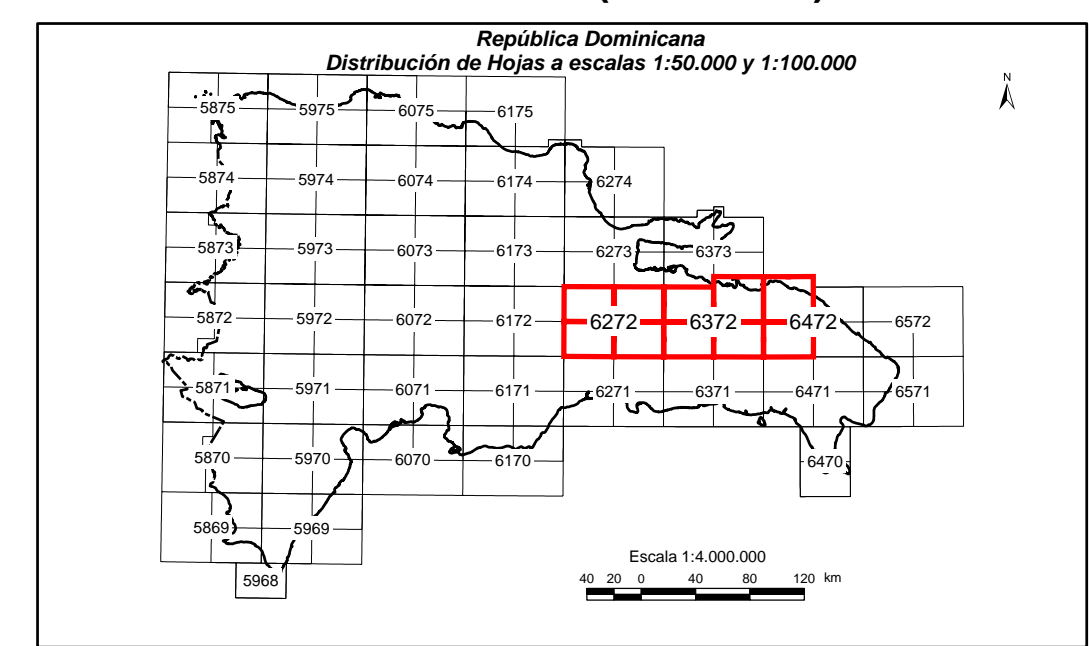 República Dominicana
Distribución de Hojas a escalas 1:50.000 y 1:100.000
N
5875 5975 6075 6175
5874 5974 6074 6174 6274
5873 5973 6073 6173 6273 6373
5872 5972 6072 6172 6272 6372 6472 6572
5871 5971 6071 6171 6271 6371 6471 6571
5870 5970 6070 6170 6470
5869 5969
5968
Escala 1:4.000.000
40 20 0 40 80 120 km